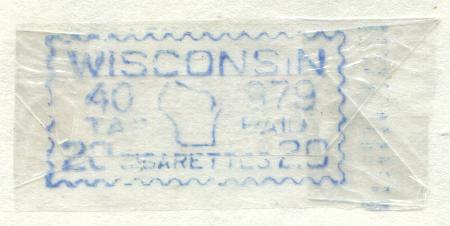 WISCONSIN
40 979
TAX PAID
20 CIGARETTES 20